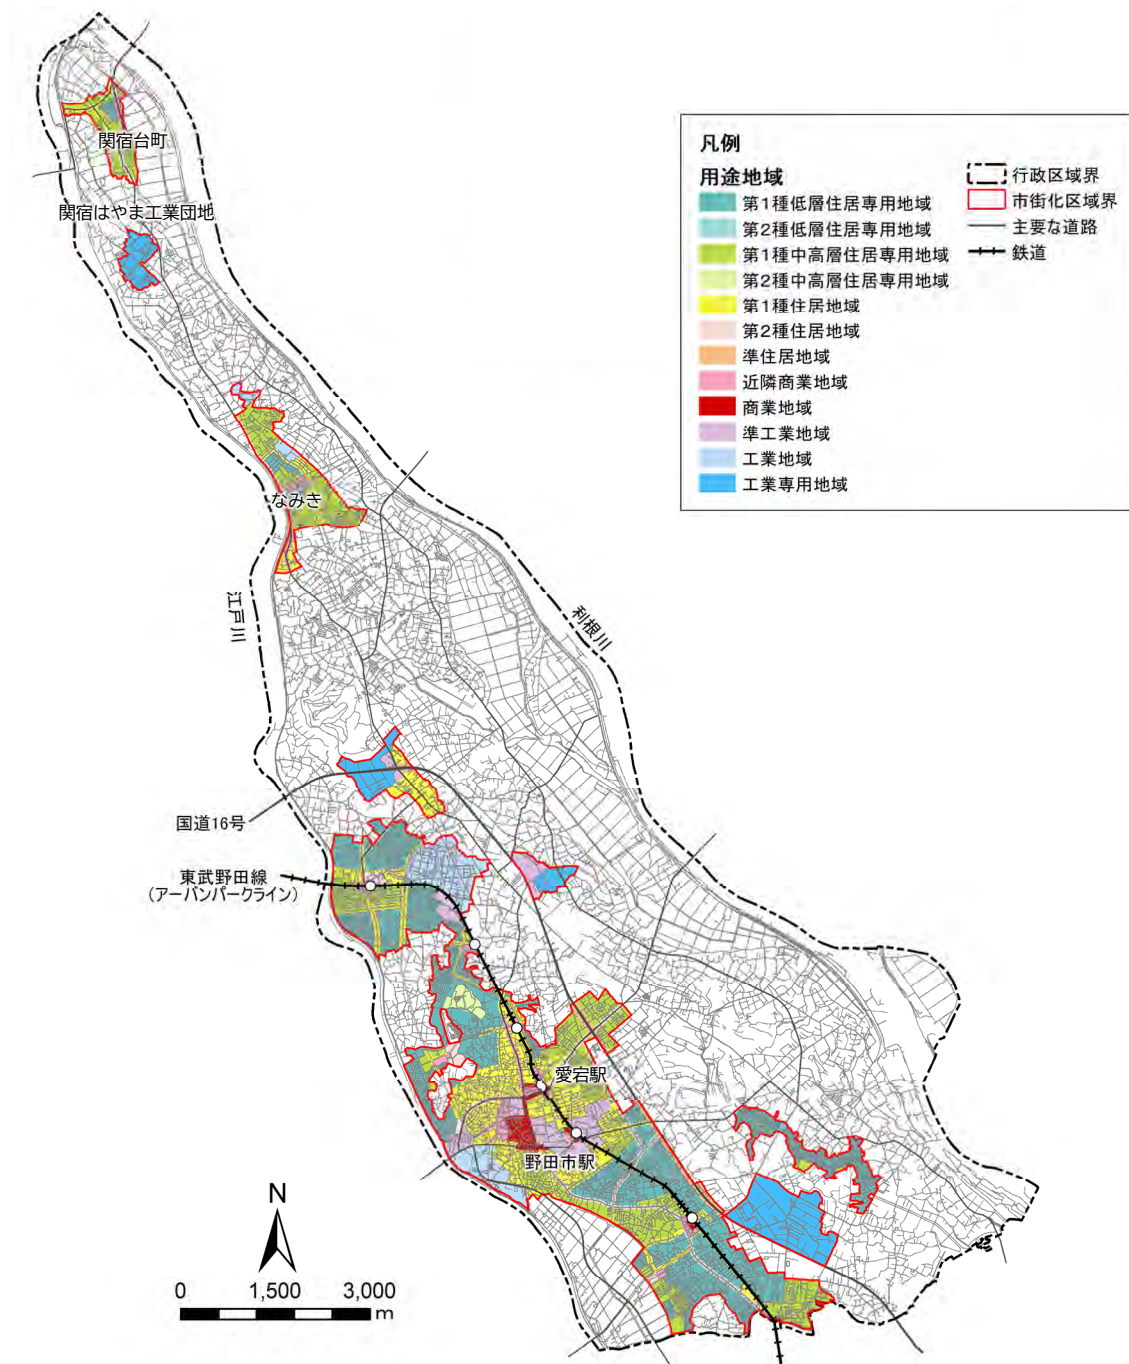 関宿台町
関宿はやま工業団地
なみき
江戸川
利根川
国道16号
東武野田線
(アーバンパークライン)
愛宕駅
野田市駅
凡例
用途地域
第1種低層住居専用地域
第2種低層住居専用地域
第1種中高層住居専用地域
第2種中高層住居専用地域
第1種住居地域
第2種住居地域
準住居地域
近隣商業地域
商業地域
準工業地域
工業地域
工業専用地域
行政区域界
市街化区域界
主要な道路
鉄道
N
0 1,500 3,000
m